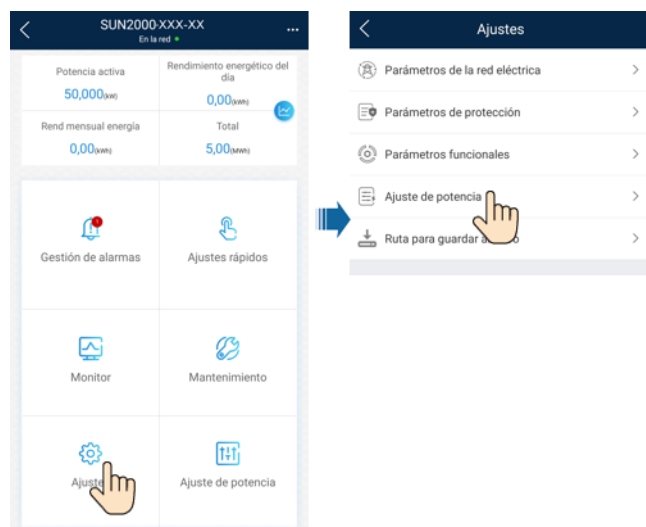 SUN2000-XXX-XX
En la red
Potencia activa
50,000(kW)
Rendimiento energético del
día
0,00(kWh)
Rend mensual energía
0,00(kWh)
Total
5,00(MWh)
Gestión de alarmas
Ajustes rápidos
Monitor
Mantenimiento
Ajuste de potencia
Ajustes
Parámetros de la red eléctrica
Parámetros de protección
Parámetros funcionales
Ajuste de potencia
Ruta para guardar